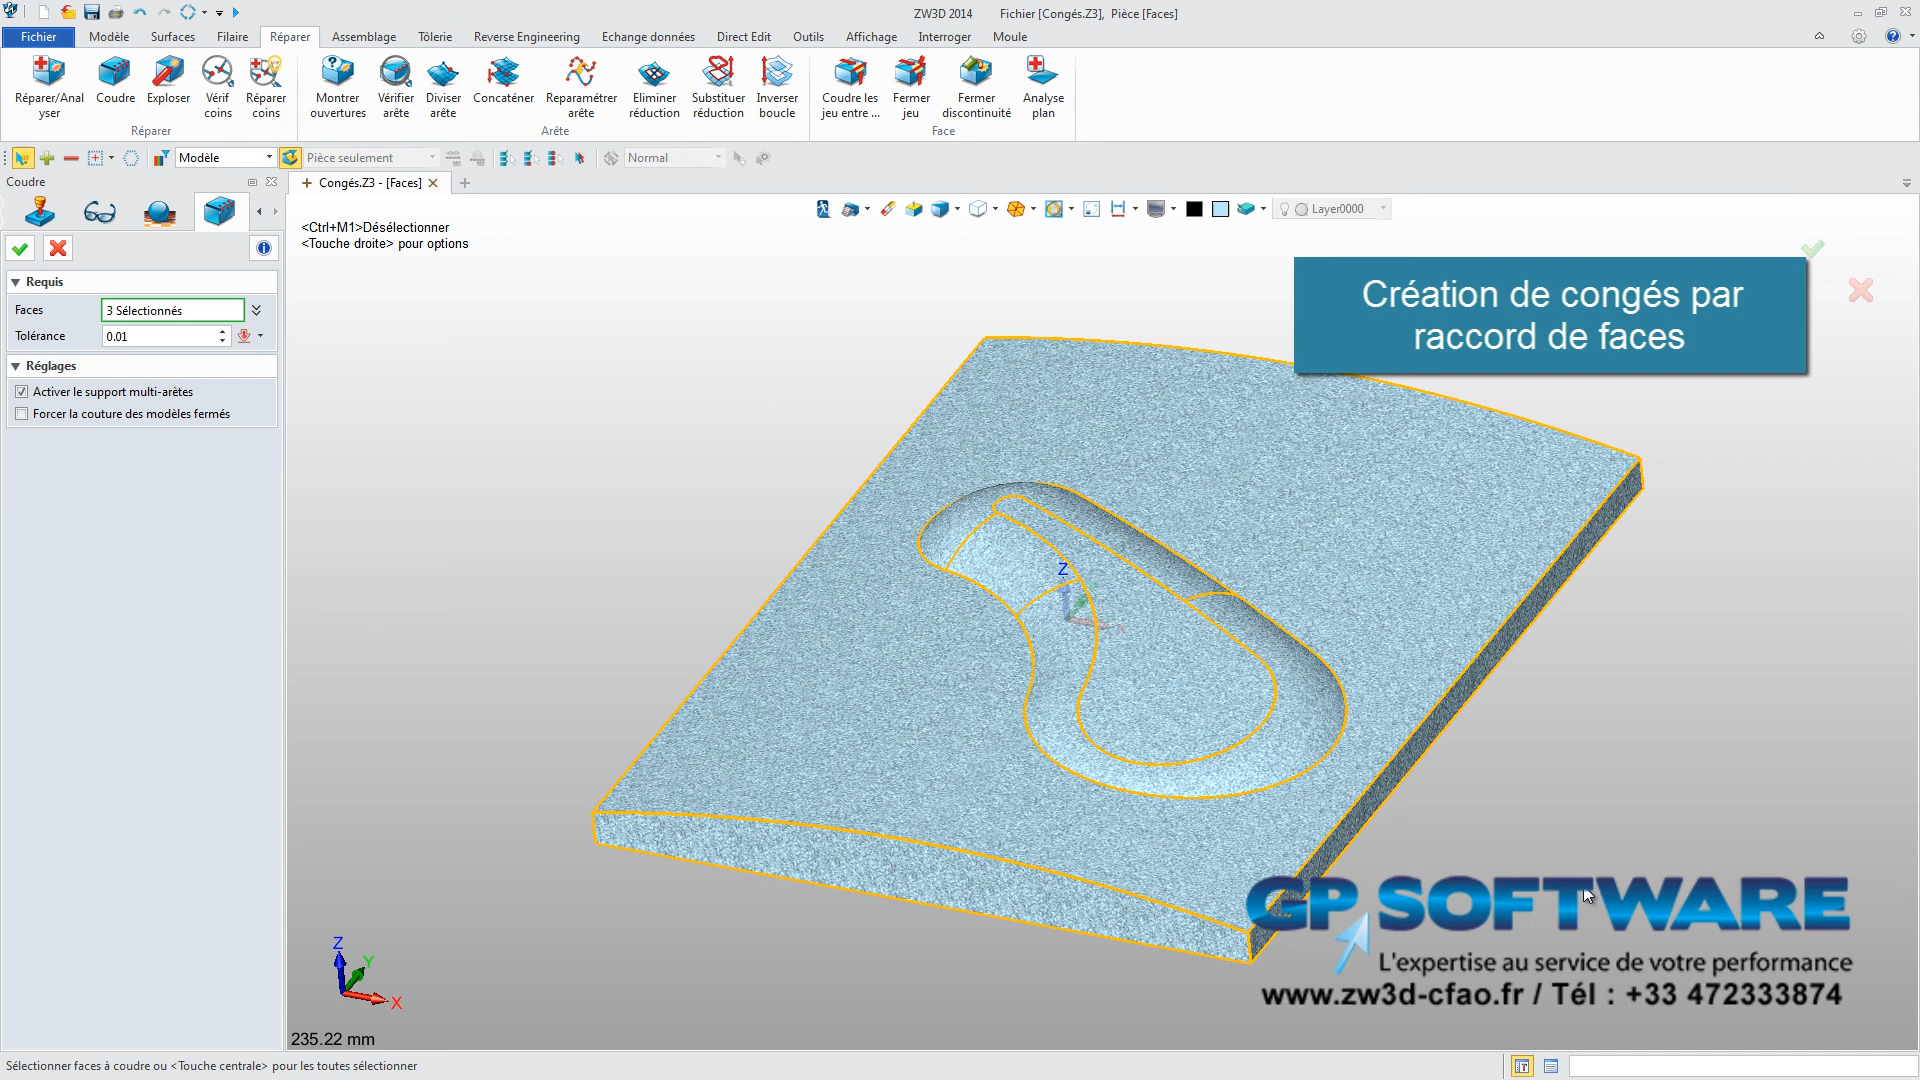 ZW3D 2014 Fichier [Congés.Z3], Pièce [Faces]
Fichier Modèle Surfaces Filaire Réparer Assemblage Tôlerie Reverse Engineering Echange données Direct Edit Outils Affichage Interroger Moule
Réparer/Anal Coudre Exploser Vérif Réparer Montrer Vérifier Diviser Concaténer Reparamétrer Eliminer Substituer Inverser Coudre les Fermer Fermer Analyse
yser coins coins ouvertures arête arête arête réduction réduction boucle jeu entre ... jeu discontinuité plan
Réparer Arête Face
Modèle Pièce seulement Normal
Coudre
Congés.Z3 - [Faces]
Layer0000
<Ctrl+M1>Désélectionner
<Touche droite> pour options
Requis
Faces 3 Sélectionnés
Tolérance 0.01
Réglages
Activer le support multi-arètes
Forcer la couture des modèles fermés
Création de congés par
raccord de faces
Z
X
Z
Y
X
GP SOFTWARE
L'expertise au service de votre performance
www.zw3d-cfao.fr / Tél : +33 472333874
235.22 mm
Sélectionner faces à coudre ou <Touche centrale> pour les toutes sélectionner